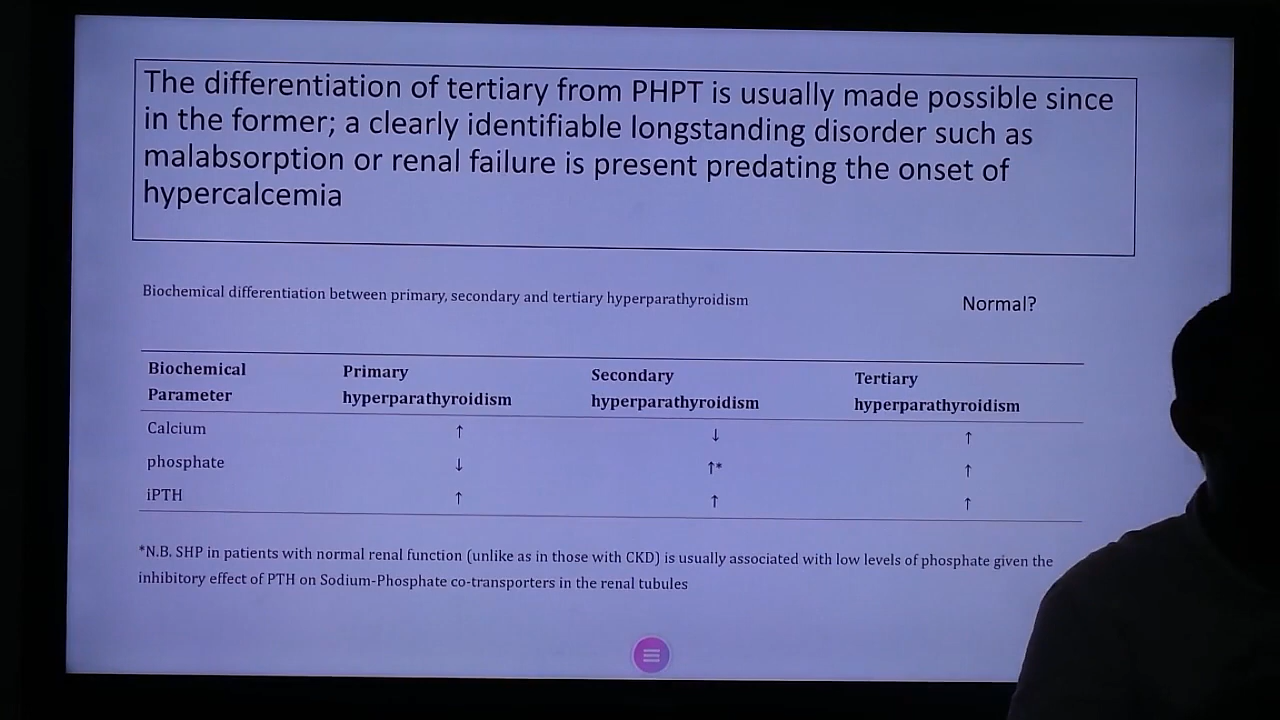 The differentiation of tertiary from PHPT is usually made possible since
in the former; a clearly identifiable longstanding disorder such as
malabsorption or renal failure is present predating the onset of
hypercalcemia
Biochemical differentiation between primary, secondary and tertiary hyperparathyroidism
Normal?
Biochemical Parameter Primary hyperparathyroidism Secondary hyperparathyroidism Tertiary hyperparathyroidism
Calcium ↑ ↓ ↑
phosphate ↓ ↑* ↑
iPTH ↑ ↑ ↑
*N.B. SHP in patients with normal renal function (unlike as in those with CKD) is usually associated with low levels of phosphate given the
inhibitory effect of PTH on Sodium-Phosphate co-transporters in the renal tubules